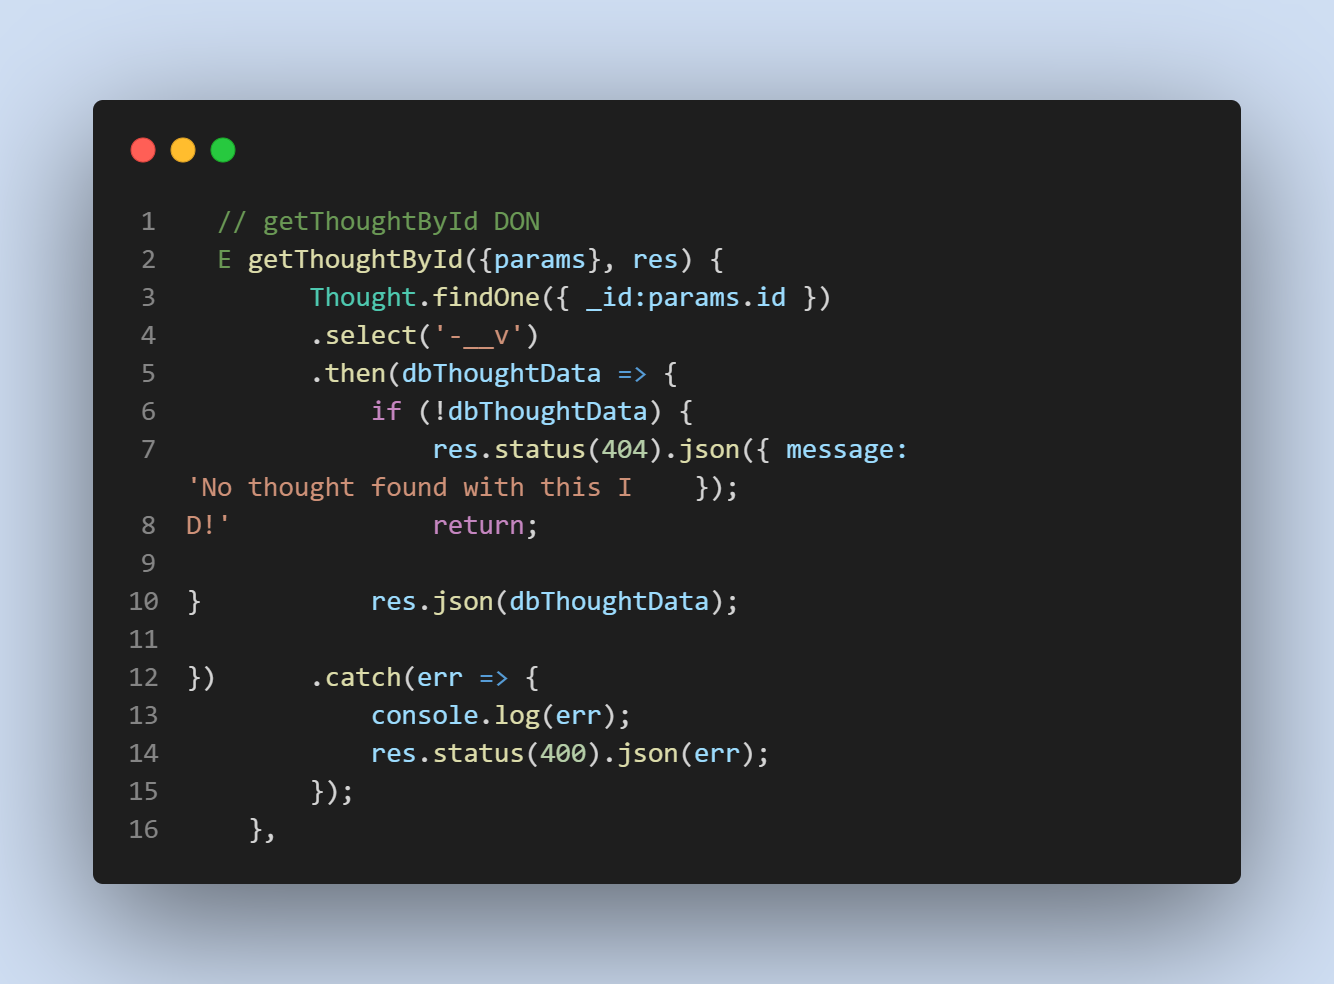 1 // getThoughtById DON
2 E getThoughtById({params}, res) {
3 Thought.findOne({ _id:params.id })
4 .select('-__v')
5 .then(dbThoughtData => {
6 if (!dbThoughtData) {
7 res.status(404).json({ message:
'No thought found with this I });
8 D!' return;
9
10 } res.json(dbThoughtData);
11
12 }) .catch(err => {
13 console.log(err);
14 res.status(400).json(err);
15 });
16 },